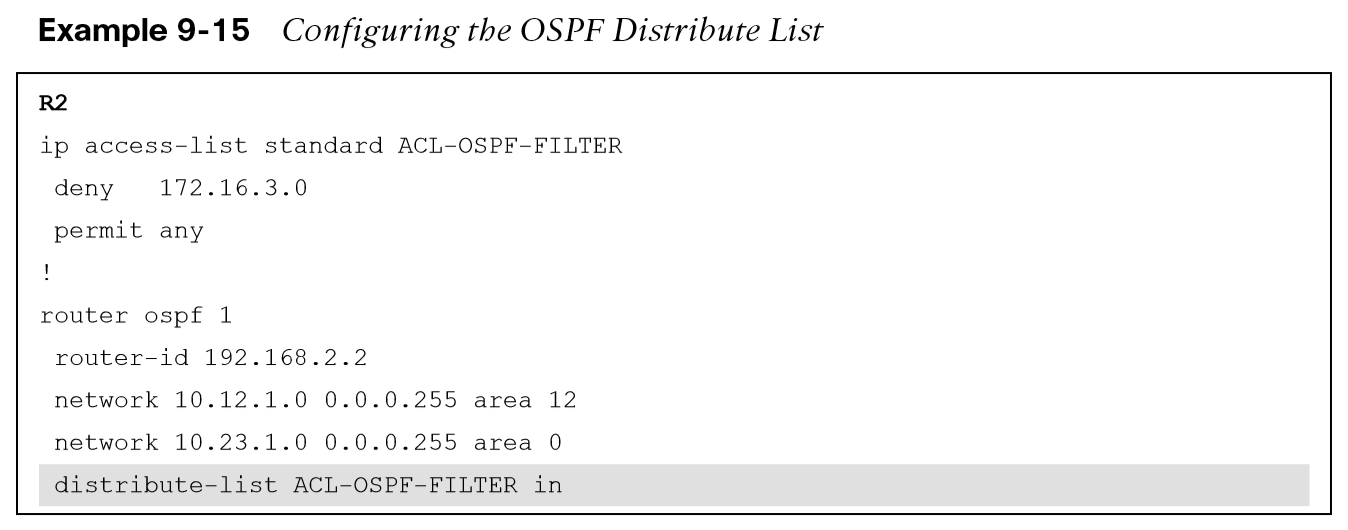 Example 9-15 Configuring the OSPF Distribute List
R2
ip access-list standard ACL-OSPF-FILTER
 deny   172.16.3.0
 permit any
!
router ospf 1
 router-id 192.168.2.2
 network 10.12.1.0 0.0.0.255 area 12
 network 10.23.1.0 0.0.0.255 area 0
 distribute-list ACL-OSPF-FILTER in